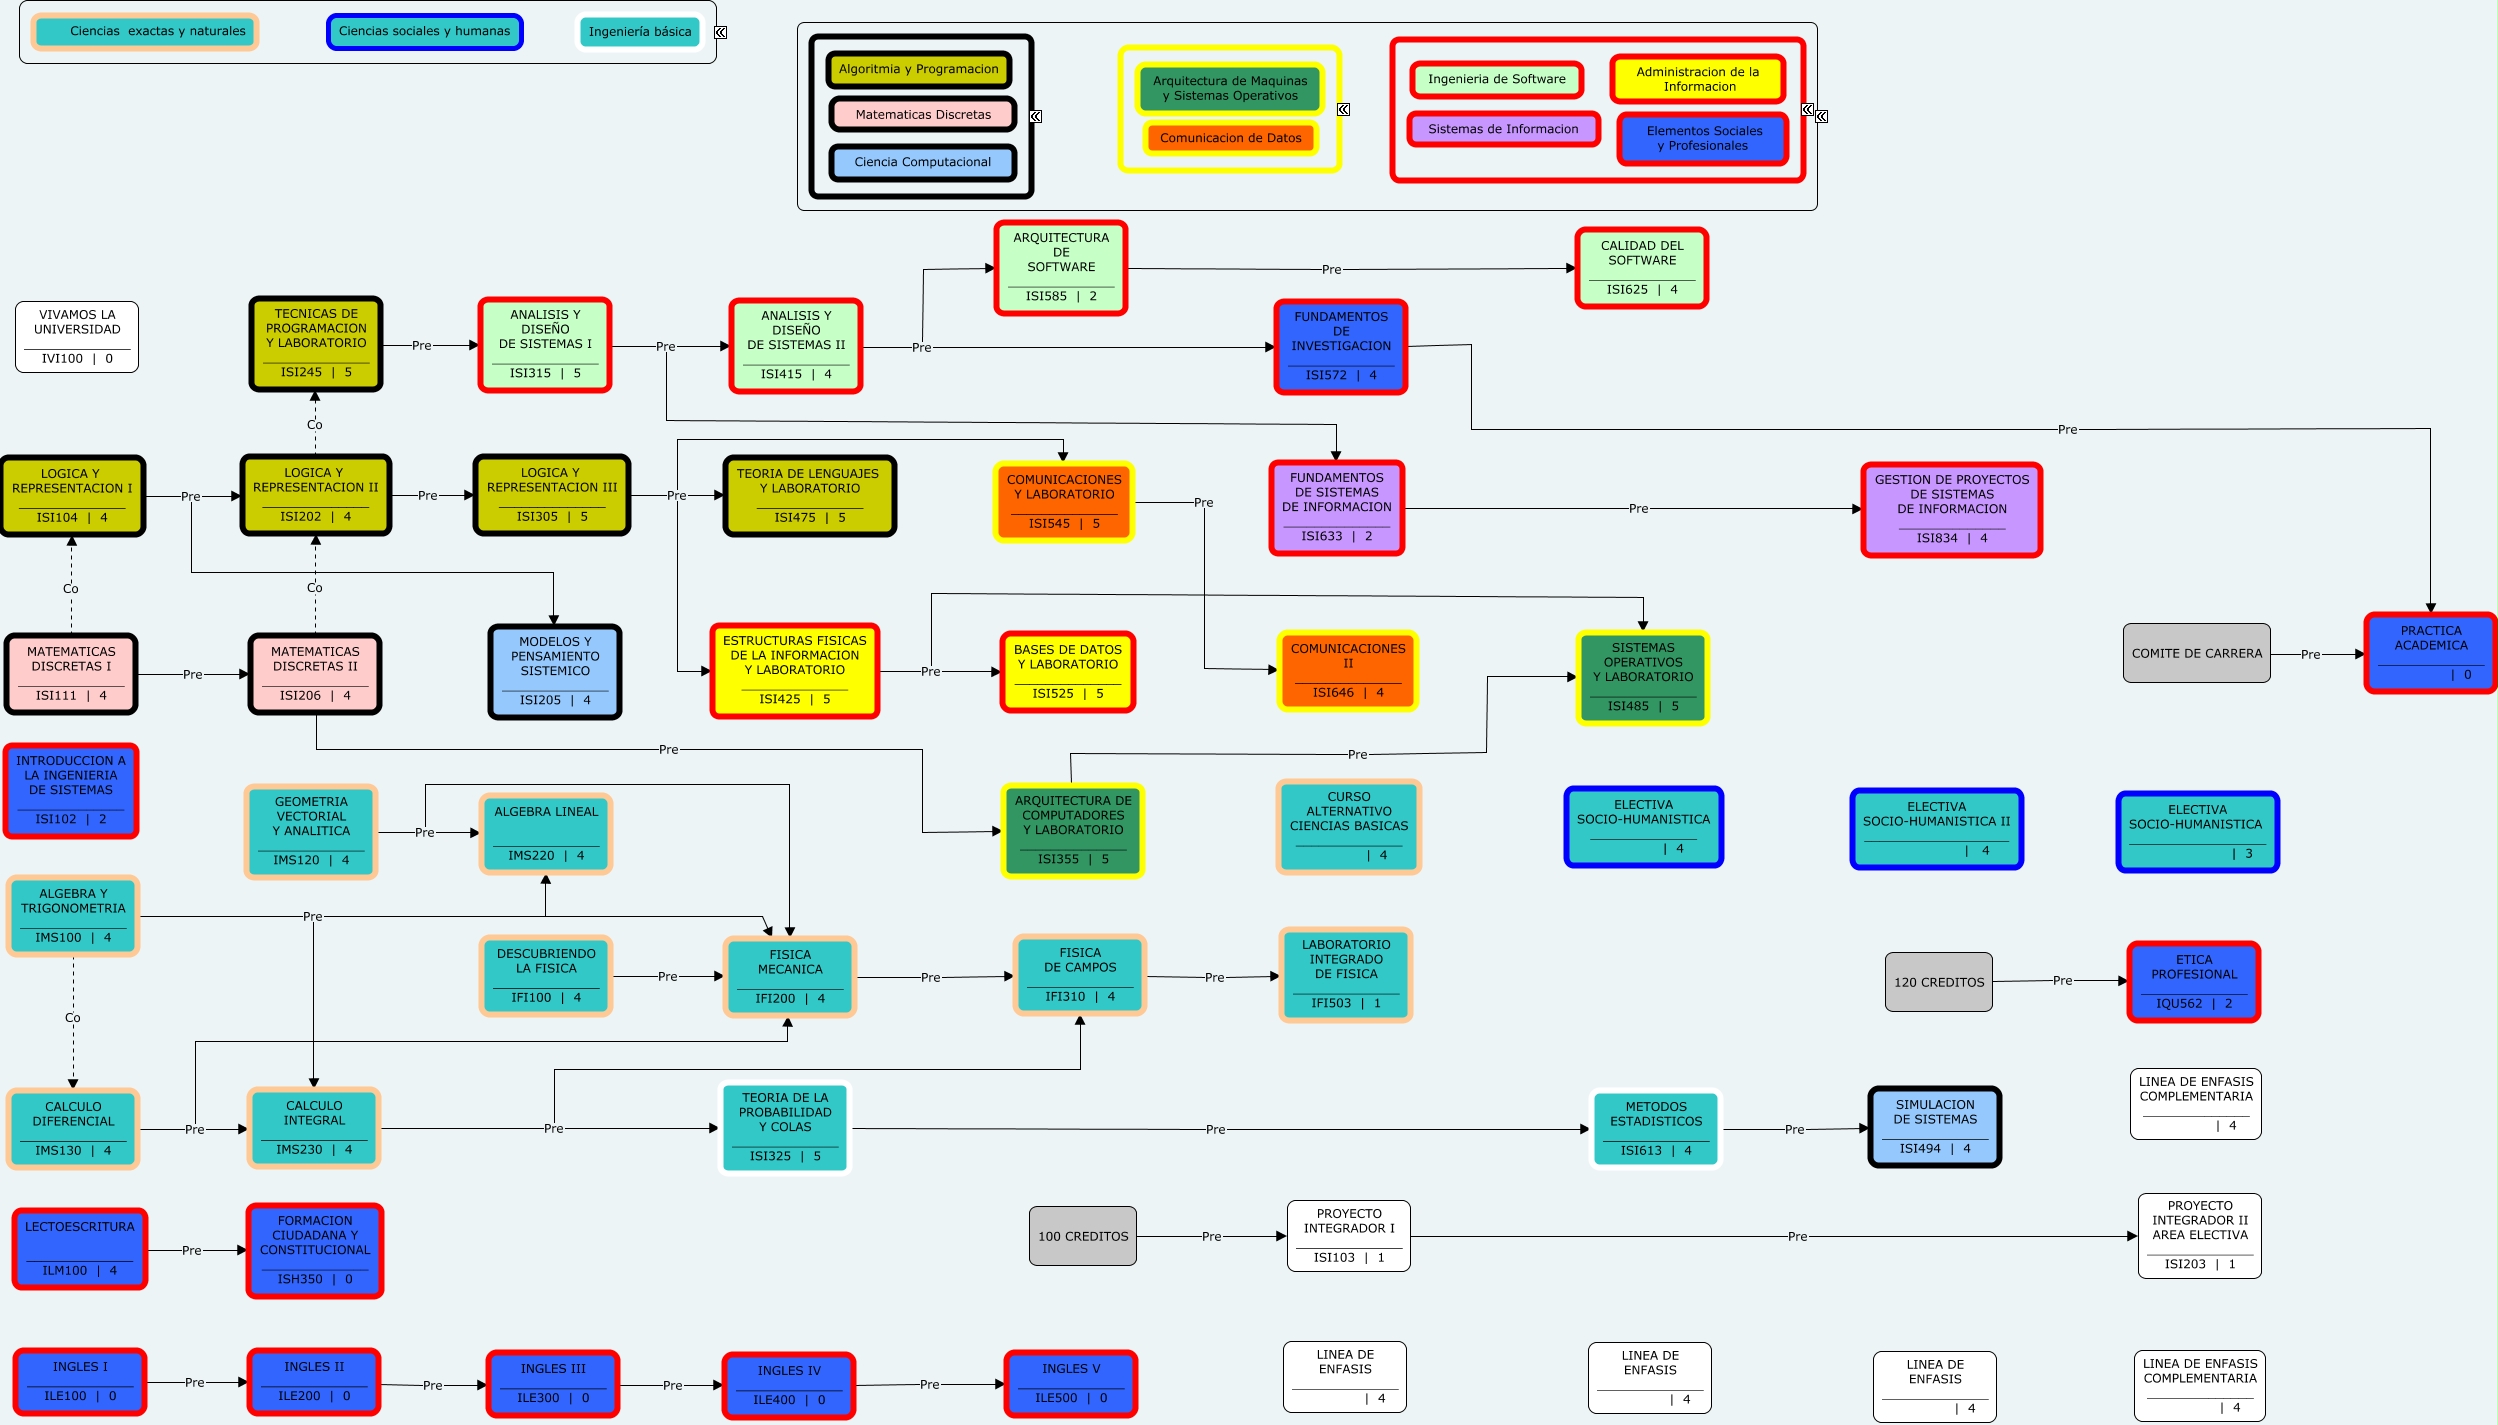 Ciencias  exactas y naturales
Ciencias sociales y humanas
Ingeniería básica
Algoritmia y Programacion
Matematicas Discretas
Ciencia Computacional
Arquitectura de Maquinas
y Sistemas Operativos
Comunicacion de Datos
Ingenieria de Software
Administracion de la
Informacion
Sistemas de Informacion
Elementos Sociales
y Profesionales
ARQUITECTURA
DE
SOFTWARE
ISI585 | 2
Pre
CALIDAD DEL
SOFTWARE
ISI625 | 4
VIVAMOS LA
UNIVERSIDAD
IVI100 | 0
TECNICAS DE
PROGRAMACION
Y LABORATORIO
ISI245 | 5
Pre
ANALISIS Y
DISEÑO
DE SISTEMAS I
ISI315 | 5
Pre
ANALISIS Y
DISEÑO
DE SISTEMAS II
ISI415 | 4
Pre
FUNDAMENTOS
DE
INVESTIGACION
ISI572 | 4
Pre
Co
LOGICA Y
REPRESENTACION I
ISI104 | 4
Pre
LOGICA Y
REPRESENTACION II
ISI202 | 4
Pre
LOGICA Y
REPRESENTACION III
ISI305 | 5
Pre
TEORIA DE LENGUAJES
Y LABORATORIO
ISI475 | 5
COMUNICACIONES
Y LABORATORIO
ISI545 | 5
Pre
FUNDAMENTOS
DE SISTEMAS
DE INFORMACION
ISI633 | 2
Pre
GESTION DE PROYECTOS
DE SISTEMAS
DE INFORMACION
ISI834 | 4
Co
Co
MATEMATICAS
DISCRETAS I
ISI111 | 4
Pre
MATEMATICAS
DISCRETAS II
ISI206 | 4
MODELOS Y
PENSAMIENTO
SISTEMICO
ISI205 | 4
ESTRUCTURAS FISICAS
DE LA INFORMACION
Y LABORATORIO
ISI425 | 5
Pre
BASES DE DATOS
Y LABORATORIO
ISI525 | 5
COMUNICACIONES
II
ISI646 | 4
SISTEMAS
OPERATIVOS
Y LABORATORIO
ISI485 | 5
COMITE DE CARRERA
Pre
PRACTICA
ACADEMICA
| 0
Pre
Pre
INTRODUCCION A
LA INGENIERIA
DE SISTEMAS
ISI102 | 2
GEOMETRIA
VECTORIAL
Y ANALITICA
IMS120 | 4
Pre
ALGEBRA LINEAL
IMS220 | 4
ARQUITECTURA DE
COMPUTADORES
Y LABORATORIO
ISI355 | 5
CURSO
ALTERNATIVO
CIENCIAS BASICAS
| 4
ELECTIVA
SOCIO-HUMANISTICA
| 4
ELECTIVA
SOCIO-HUMANISTICA II
| 4
ELECTIVA
SOCIO-HUMANISTICA
| 3
ALGEBRA Y
TRIGONOMETRIA
IMS100 | 4
Pre
DESCUBRIENDO
LA FISICA
IFI100 | 4
Pre
FISICA
MECANICA
IFI200 | 4
Pre
FISICA
DE CAMPOS
IFI310 | 4
Pre
LABORATORIO
INTEGRADO
DE FISICA
IFI503 | 1
120 CREDITOS
Pre
ETICA
PROFESIONAL
IQU562 | 2
Co
CALCULO
DIFERENCIAL
IMS130 | 4
Pre
CALCULO
INTEGRAL
IMS230 | 4
Pre
TEORIA DE LA
PROBABILIDAD
Y COLAS
ISI325 | 5
Pre
METODOS
ESTADISTICOS
ISI613 | 4
Pre
SIMULACION
DE SISTEMAS
ISI494 | 4
LINEA DE ENFASIS
COMPLEMENTARIA
| 4
LECTOESCRITURA
ILM100 | 4
Pre
FORMACION
CIUDADANA Y
CONSTITUCIONAL
ISH350 | 0
100 CREDITOS
Pre
PROYECTO
INTEGRADOR I
ISI103 | 1
Pre
PROYECTO
INTEGRADOR II
AREA ELECTIVA
ISI203 | 1
INGLES I
ILE100 | 0
Pre
INGLES II
ILE200 | 0
Pre
INGLES III
ILE300 | 0
Pre
INGLES IV
ILE400 | 0
Pre
INGLES V
ILE500 | 0
LINEA DE
ENFASIS
| 4
LINEA DE
ENFASIS
| 4
LINEA DE
ENFASIS
| 4
LINEA DE ENFASIS
COMPLEMENTARIA
| 4